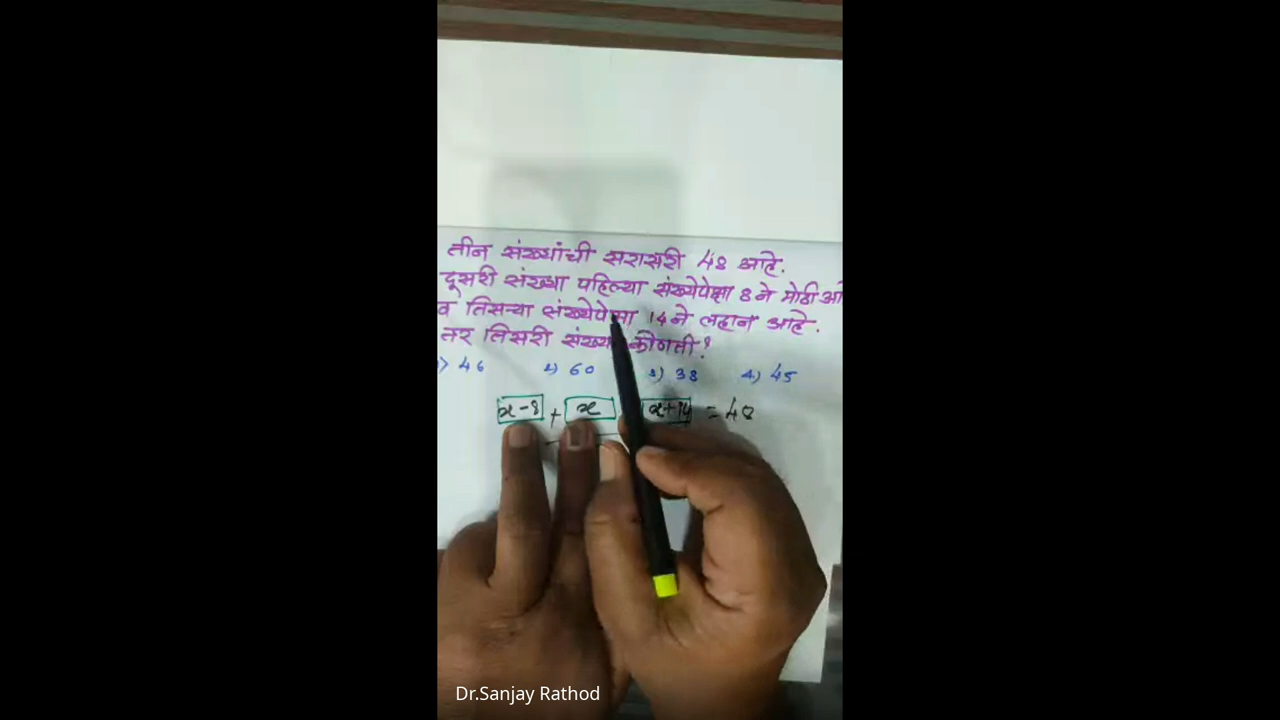 तीन संख्यांची सरासरी 48 आहे.
दूसरी संख्या पहिल्या संख्येपेक्षा 8 ने मोठी
व तिसऱ्या संख्येपेक्षा 14 ने लहान आहे.
तर तिसरी संख्या कोणती?
46 2) 60 3) 38 4) 45
x-8 + x x+14 = 48
Dr.Sanjay Rathod